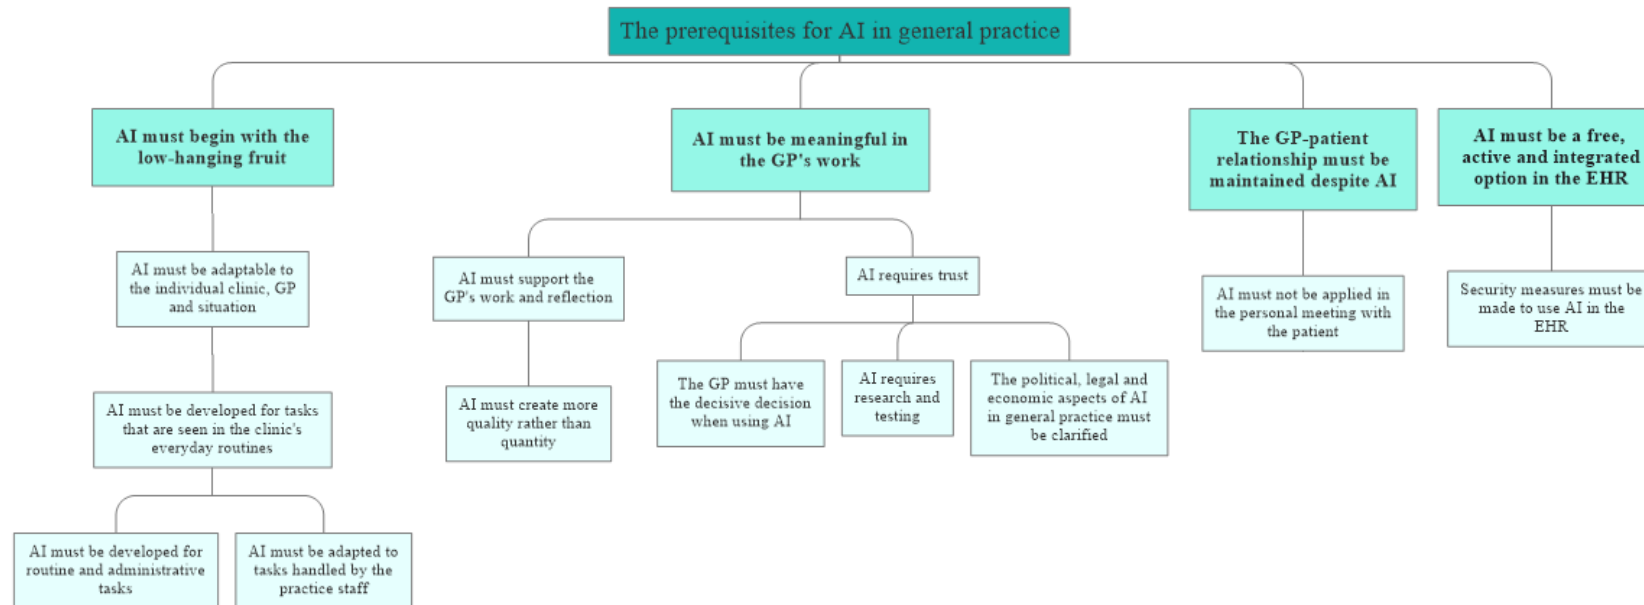 The prerequisites for AI in general practice
AI must begin with the
low-hanging fruit
AI must be meaningful in
the GP's work
The GP-patient
relationship must be
maintained despite AI
AI must be a free,
active and integrated
option in the EHR
AI must be adaptable to
the individual clinic, GP
and situation
AI must support the
GP's work and reflection
AI requires trust
AI must not be applied in
the personal meeting with
the patient
Security measures must be
made to use AI in the
EHR
AI must be developed for tasks
that are seen in the clinic's
everyday routines
AI must create more
quality rather than
quantity
The GP must have
the decisive decision
when using AI
AI requires
research and
testing
The political, legal and
economic aspects of AI
in general practice must
be clarified
AI must be developed for
routine and administrative
tasks
AI must be adapted to
tasks handled by the
practice staff